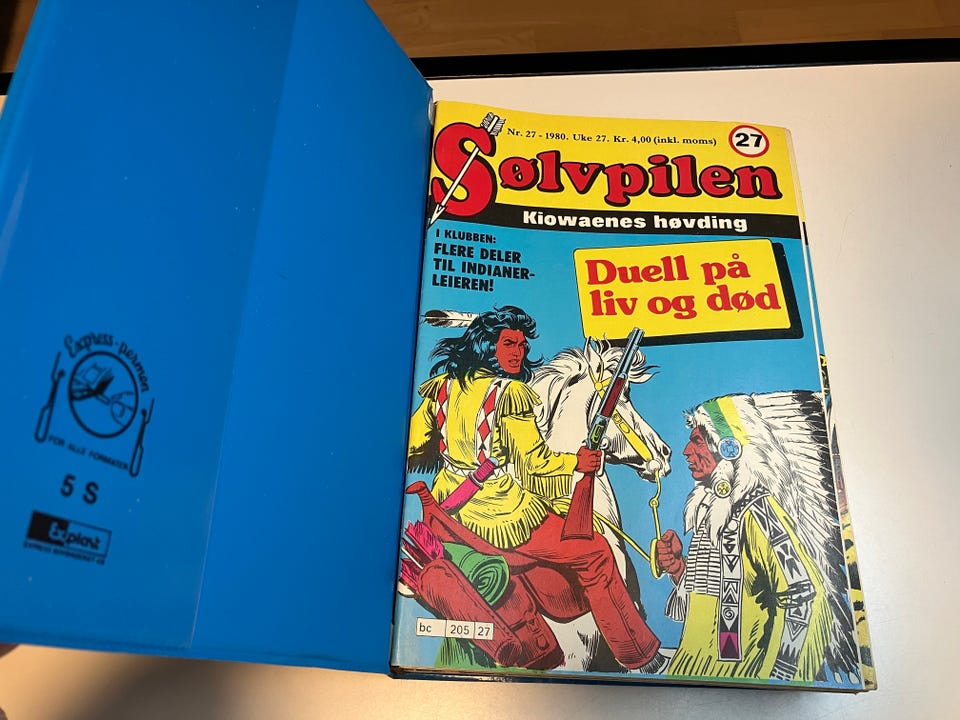 Express-permen
FOR ALLE FORMATER
5 S
plast
Nr. 27 - 1980. Uke 27. Kr. 4,00 (inkl. moms)
27
Sølvpilen
Kiowaenes høvding
I KLUBBEN:
FLERE DELER
TIL INDIANER-
LEIEREN!
Duell på
liv og død
bc 205 27